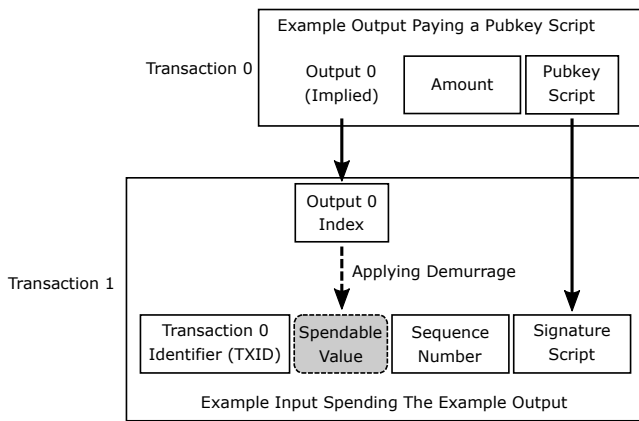 Example Output Paying a Pubkey Script
Transaction 0
Output 0
(Implied)
Amount
Pubkey
Script
Output 0
Index
Applying Demurrage
Transaction 1
Transaction 0
Identifier (TXID)
Spendable
Value
Sequence
Number
Signature
Script
Example Input Spending The Example Output